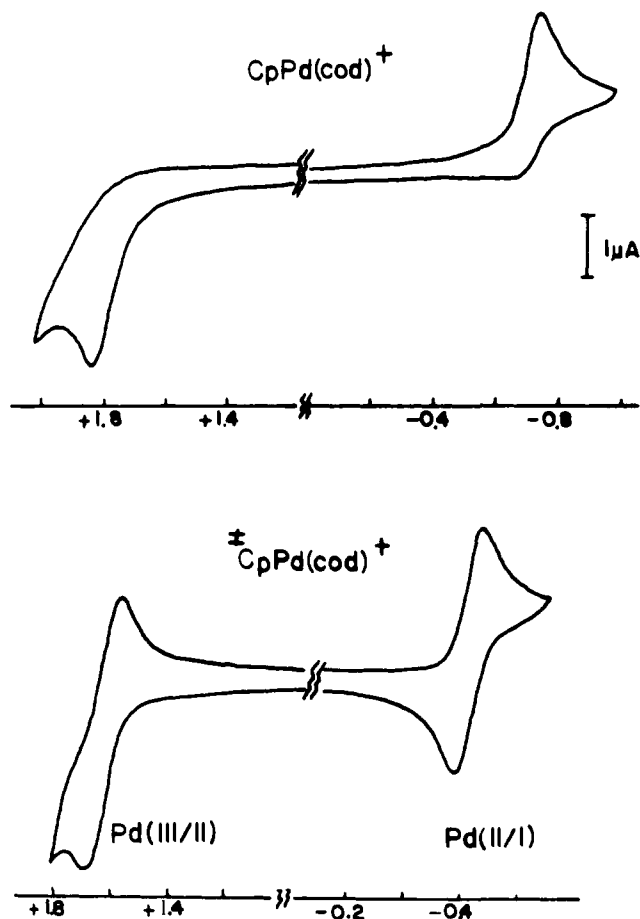 CpPd(cod)+
1μA
+1.8 +1.4 -0.4 -0.8
‡CpPd(cod)+
Pd(III/II) Pd(II/I)
+1.8 +1.4 -0.2 -0.4